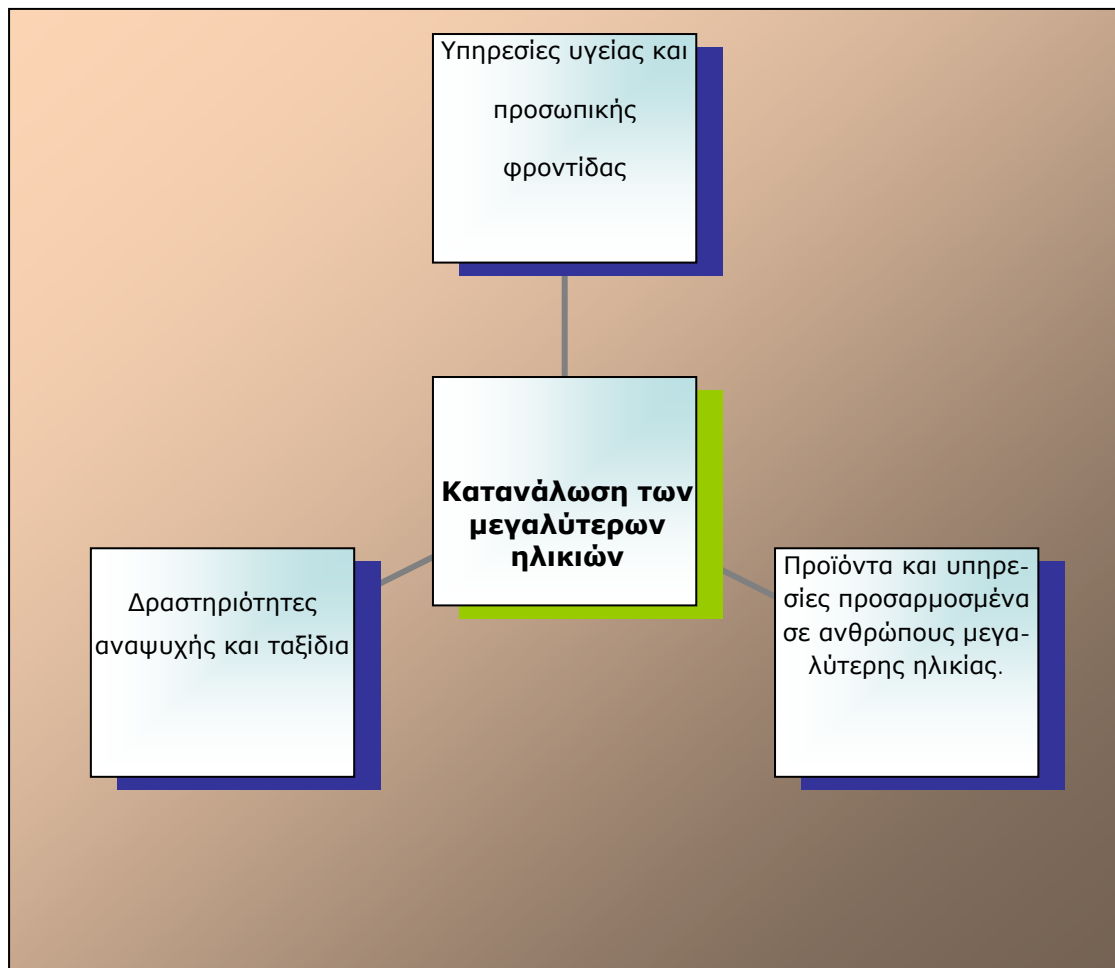 Υπηρεσίες υγείας και
προσωπικής
φροντίδας
Κατανάλωση των
μεγαλύτερων
ηλικιών
Δραστηριότητες
αναψυχής και ταξίδια
Προϊόντα και υπηρε-
σίες προσαρμοσμένα
σε ανθρώπους μεγα-
λύτερης ηλικίας.